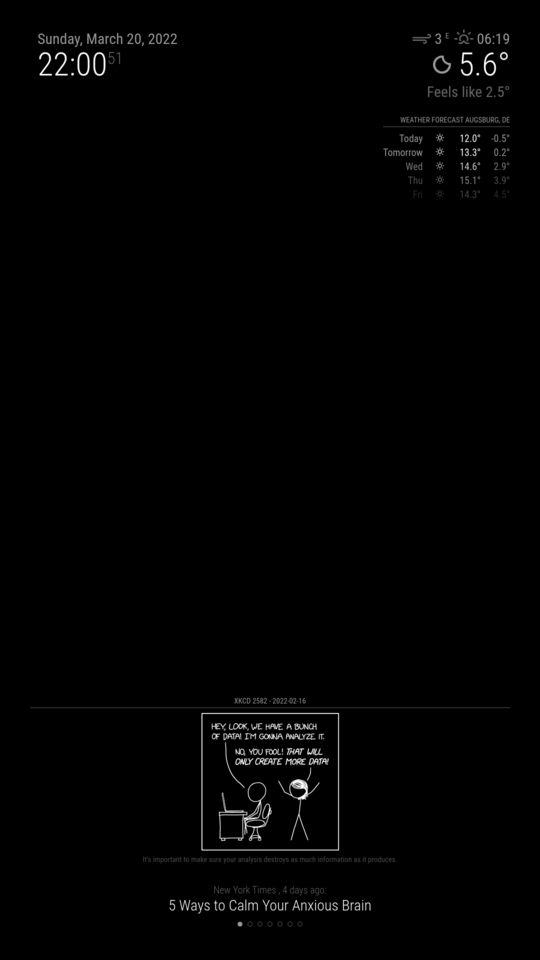 Sunday, March 20, 2022
22:00 51
3 E 06:19
5.6°
Feels like 2.5°
WEATHER FORECAST AUGSBURG, DE
Today 12.0° -0.5°
Tomorrow 13.3° 0.2°
Wed 14.6° 2.9°
Thu 15.1° 3.9°
Fri 14.3° 4.5°
XKCD 2582 - 2022-02-16
HEY, LOOK, WE HAVE A BUNCH
OF DATA! I'M GONNA ANALYZE IT.
NO, YOU FOOL! THAT WILL
ONLY CREATE MORE DATA!
It's important to make sure your analysis destroys as much information as it produces.
New York Times , 4 days ago:
5 Ways to Calm Your Anxious Brain